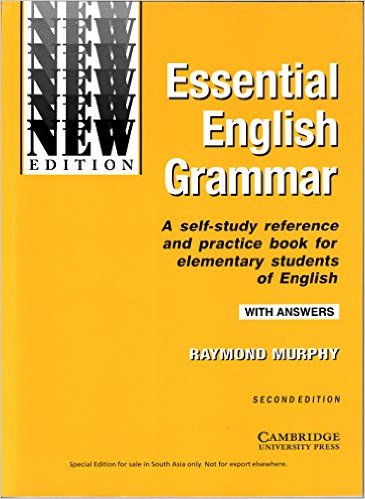 NEW
NEW
NEW
NEW
NEW
EDITION
Essential
English
Grammar
A self-study reference
and practice book for
elementary students
of English
WITH ANSWERS
RAYMOND MURPHY
SECOND EDITION
CAMBRIDGE
UNIVERSITY PRESS
Special Edition for sale in South Asia only. Not for export elsewhere.